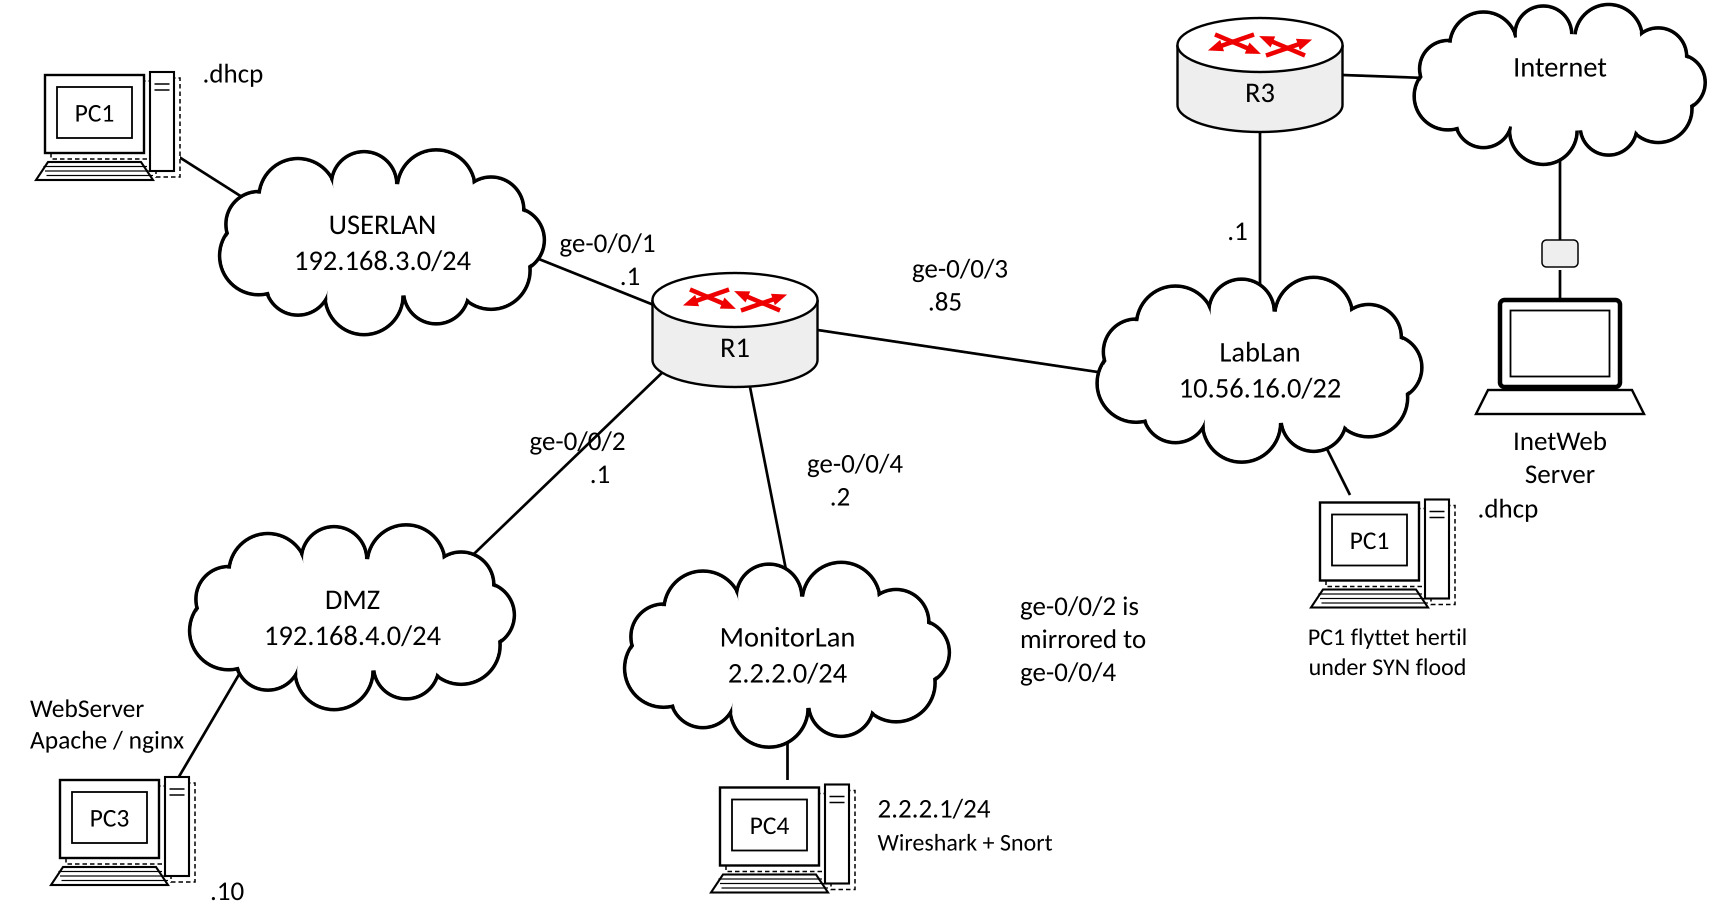 .dhcp
PC1
USERLAN
192.168.3.0/24
ge-0/0/1
.1
R1
ge-0/0/3
.85
R3
Internet
.1
LabLan
10.56.16.0/22
InetWeb
Server
.dhcp
PC1
PC1 flyttet hertil
under SYN flood
ge-0/0/2
.1
ge-0/0/4
.2
DMZ
192.168.4.0/24
MonitorLan
2.2.2.0/24
ge-0/0/2 is
mirrored to
ge-0/0/4
WebServer
Apache / nginx
PC3
.10
PC4
2.2.2.1/24
Wireshark + Snort